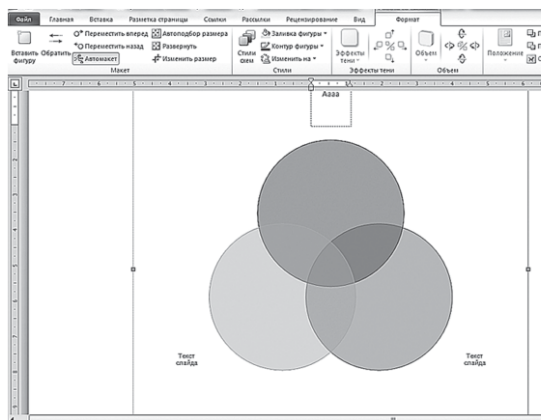 Файл Главная Вставка Разметка страницы Ссылки Рассылки Рецензирование Вид Формат
Вставить фигуру
Обратить
Переместить вперед
Переместить назад
Автомакет
Автоподбор размера
Развернуть
Изменить размер
Макет
Стили схем
Заливка фигуры
Контур фигуры
Изменить на
Стили
Эффекты тени
Эффекты тени
Объем
Объем
Положение
Аааа
Текст
слайда
Текст
слайда